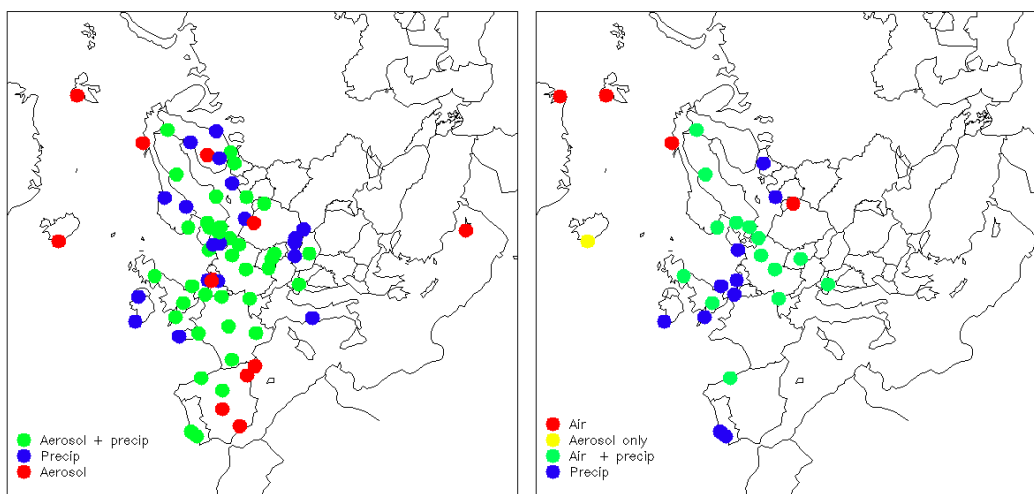 Aerosol + precip
Precip
Aerosol
Air
Aerosol only
Air + precip
Precip